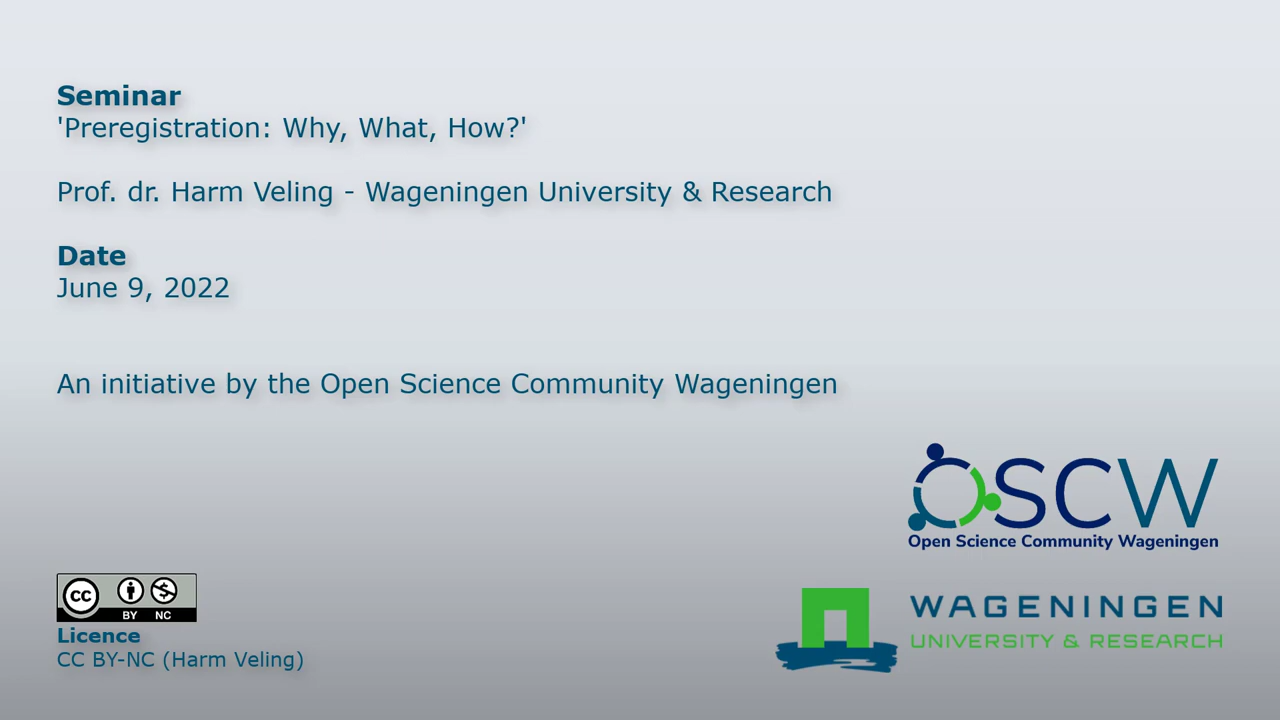 Seminar
'Preregistration: Why, What, How?'
Prof. dr. Harm Veling - Wageningen University & Research
Date
June 9, 2022
An initiative by the Open Science Community Wageningen
OSCW
Open Science Community Wageningen
CC BY NC
Licence
CC BY-NC (Harm Veling)
WAGENINGEN
UNIVERSITY & RESEARCH